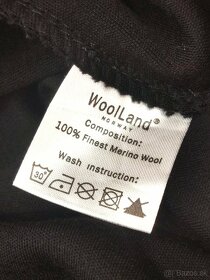 WoolLand
NORWAY
Composition:
100% Finest Merino Wool
Wash instruction:
30°
Bazos.sk